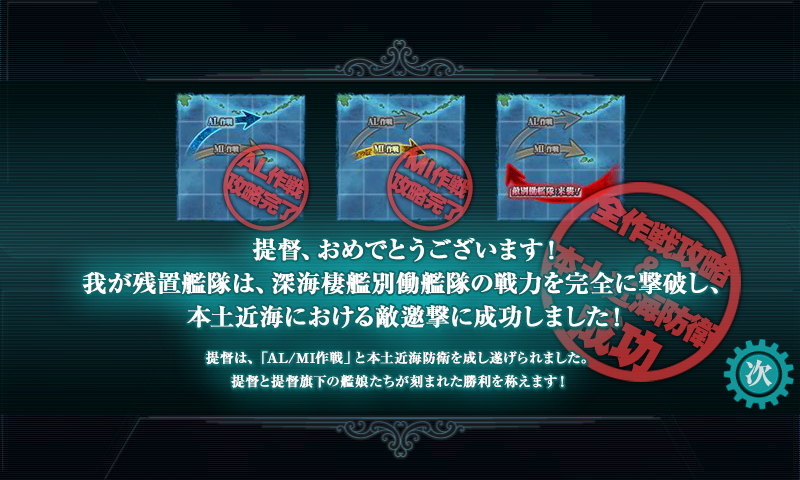 AL作戦
MI作戦
AL作戦
攻略完了
AL作戦
MI作戦
MI作戦
攻略完了
AL作戦
MI作戦
敵別働艦隊、来襲!
全作戦攻略
&
本土近海防衛
成功
提督、おめでとうございます!
我が残置艦隊は、深海棲艦別働艦隊の戦力を完全に撃破し、
本土近海における敵邀撃に成功しました!
提督は、「AL/MI作戦」と本土近海防衛を成し遂げられました。
提督と提督旗下の艦娘たちが刻まれた勝利を称えます!
次